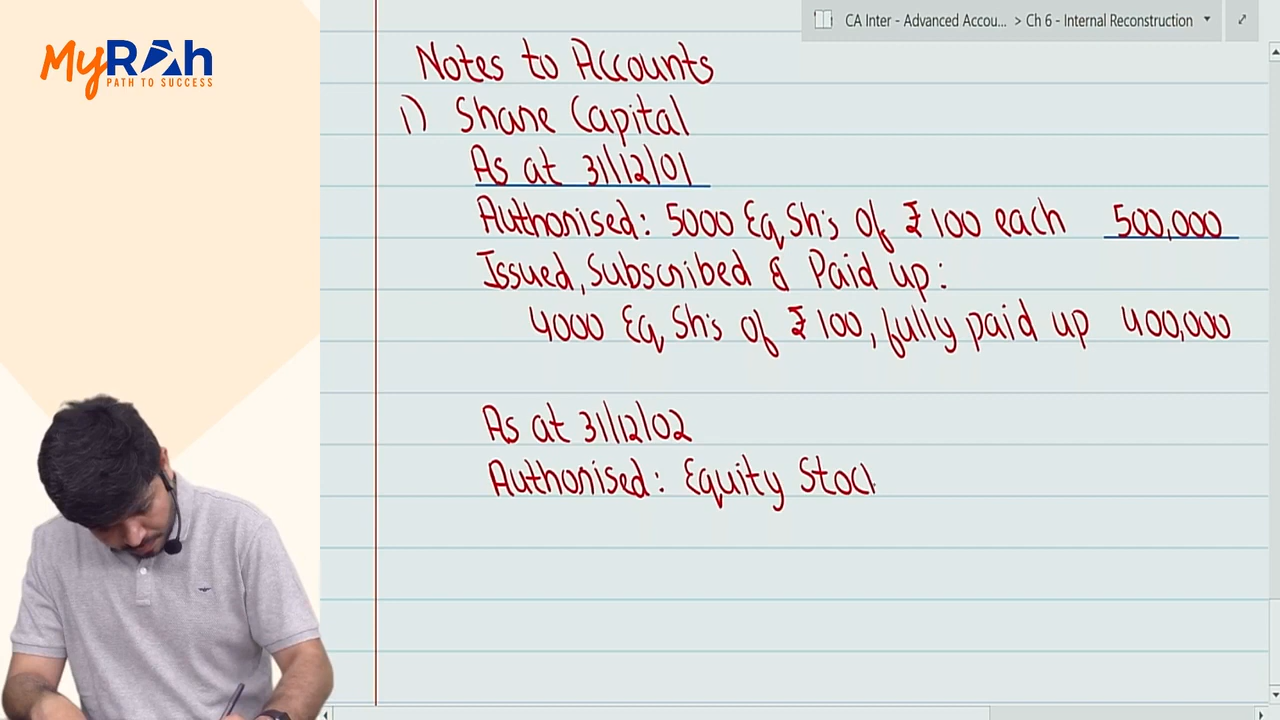 MyRAh
PATH TO SUCCESS
CA Inter - Advanced Accou... > Ch 6 - Internal Reconstruction
Notes to Accounts
1) Share Capital
As at 31/12/01
Authorised: 5000 Eq Sh's of ₹100 each 500,000
Issued, Subscribed & Paid up:
4000 Eq Sh's of ₹100, fully paid up 400,000
As at 31/12/02
Authorised: Equity Stoc